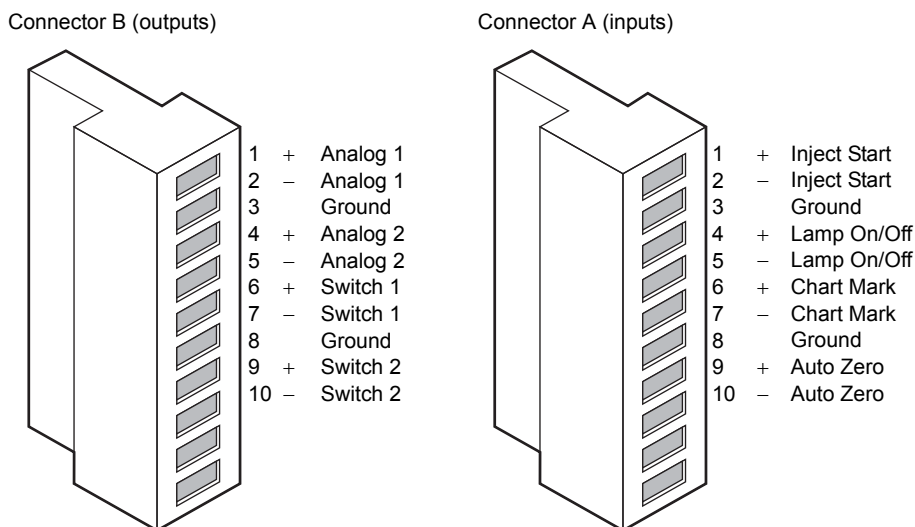 Connector B (outputs)
1 + Analog 1
2 – Analog 1
3 Ground
4 + Analog 2
5 – Analog 2
6 + Switch 1
7 – Switch 1
8 Ground
9 + Switch 2
10 – Switch 2
Connector A (inputs)
1 + Inject Start
2 – Inject Start
3 Ground
4 + Lamp On/Off
5 – Lamp On/Off
6 + Chart Mark
7 – Chart Mark
8 Ground
9 + Auto Zero
10 – Auto Zero